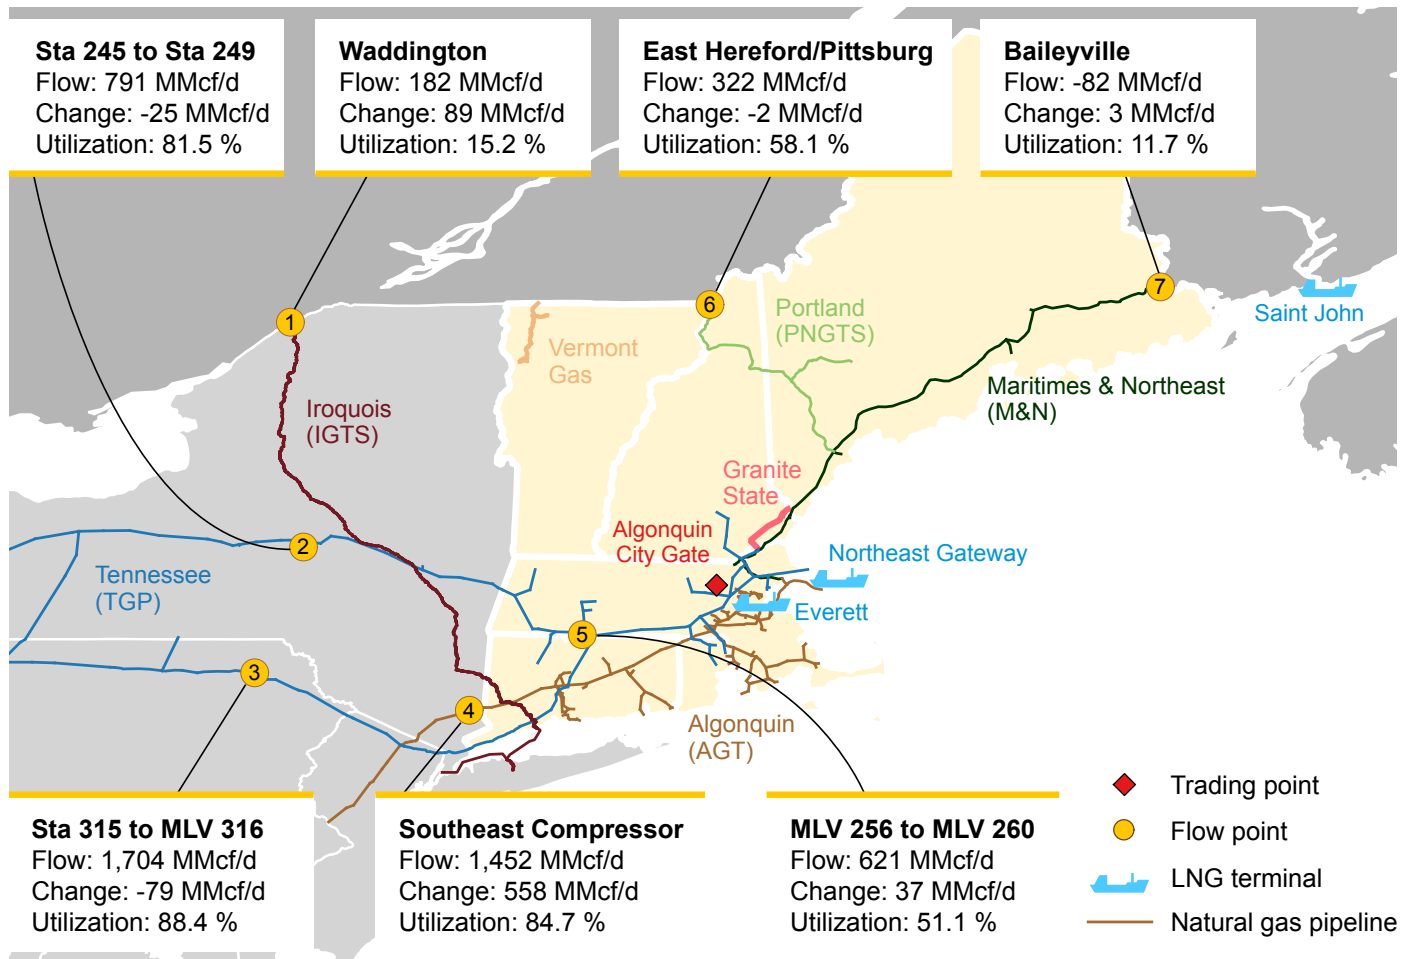 Sta 245 to Sta 249
Flow: 791 MMcf/d
Change: -25 MMcf/d
Utilization: 81.5 %
Waddington
Flow: 182 MMcf/d
Change: 89 MMcf/d
Utilization: 15.2 %
East Hereford/Pittsburg
Flow: 322 MMcf/d
Change: -2 MMcf/d
Utilization: 58.1 %
Baileyville
Flow: -82 MMcf/d
Change: 3 MMcf/d
Utilization: 11.7 %
1
6
7
Saint John
Portland
(PNGTS)
Vermont
Gas
Maritimes & Northeast
(M&N)
Iroquois
(IGTS)
Granite
State
Algonquin
City Gate
2
Northeast Gateway
Tennessee
(TGP)
Everett
5
3
4
Algonquin
(AGT)
Sta 315 to MLV 316
Flow: 1,704 MMcf/d
Change: -79 MMcf/d
Utilization: 88.4 %
Southeast Compressor
Flow: 1,452 MMcf/d
Change: 558 MMcf/d
Utilization: 84.7 %
MLV 256 to MLV 260
Flow: 621 MMcf/d
Change: 37 MMcf/d
Utilization: 51.1 %
Trading point
Flow point
LNG terminal
Natural gas pipeline